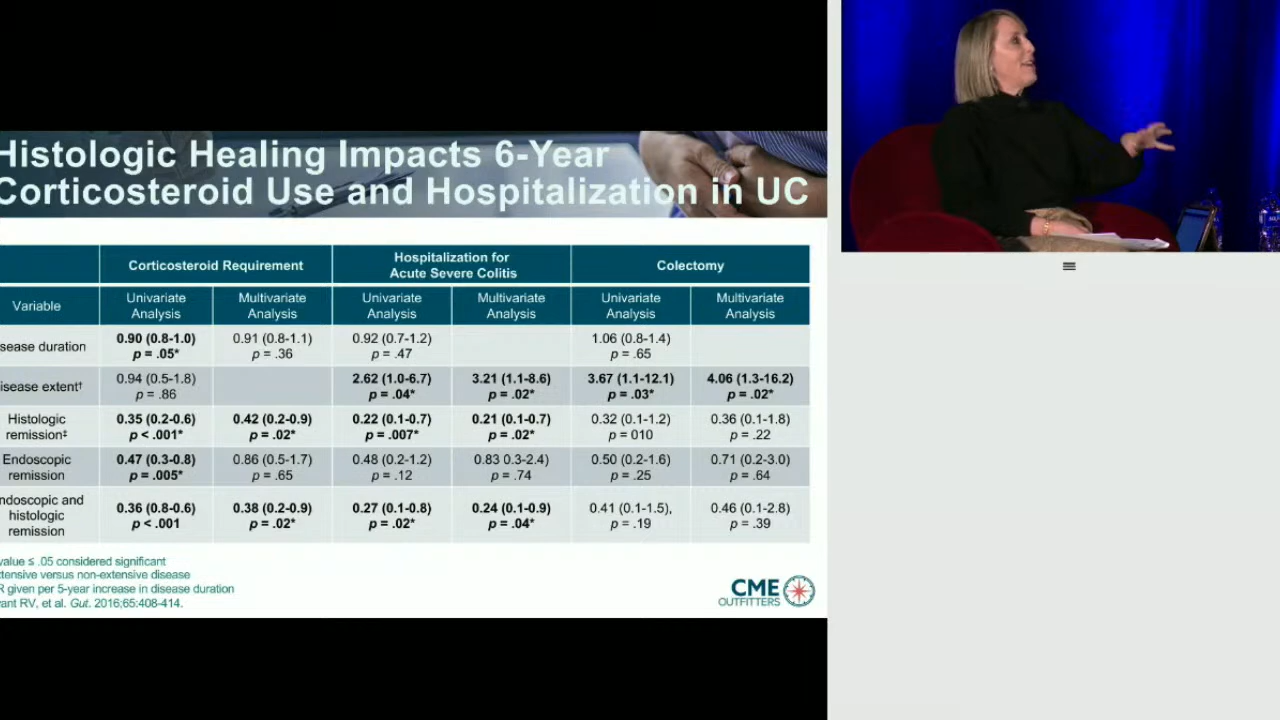 Histologic Healing Impacts 6-Year
Corticosteroid Use and Hospitalization in UC
Corticosteroid Requirement
Hospitalization for
Acute Severe Colitis
Colectomy
Variable
Univariate
Analysis
Multivariate
Analysis
Univariate
Analysis
Multivariate
Analysis
Univariate
Analysis
Multivariate
Analysis
sease duration
0.90 (0.8-1.0)
p = .05*
0.91 (0.8-1.1)
p = .36
0.92 (0.7-1.2)
p = .47
1.06 (0.8-1.4)
p = .65
isease extent†
0.94 (0.5-1.8)
p = .86
2.62 (1.0-6.7)
p = .04*
3.21 (1.1-8.6)
p = .02*
3.67 (1.1-12.1)
p = .03*
4.06 (1.3-16.2)
p = .02*
Histologic
remission‡
0.35 (0.2-0.6)
p < .001*
0.42 (0.2-0.9)
p = .02*
0.22 (0.1-0.7)
p = .007*
0.21 (0.1-0.7)
p = .02*
0.32 (0.1-1.2)
p = 010
0.36 (0.1-1.8)
p = .22
Endoscopic
remission
0.47 (0.3-0.8)
p = .005*
0.86 (0.5-1.7)
p = .65
0.48 (0.2-1.2)
p = .12
0.83 0.3-2.4)
p = .74
0.50 (0.2-1.6)
p = .25
0.71 (0.2-3.0)
p = .64
ndoscopic and
histologic
remission
0.36 (0.8-0.6)
p < .001
0.38 (0.2-0.9)
p = .02*
0.27 (0.1-0.8)
p = .02*
0.24 (0.1-0.9)
p = .04*
0.41 (0.1-1.5),
p = .19
0.46 (0.1-2.8)
p = .39
value ≤ .05 considered significant
tensive versus non-extensive disease
R given per 5-year increase in disease duration
ant RV, et al. Gut. 2016;65:408-414.
CME
OUTFITTERS